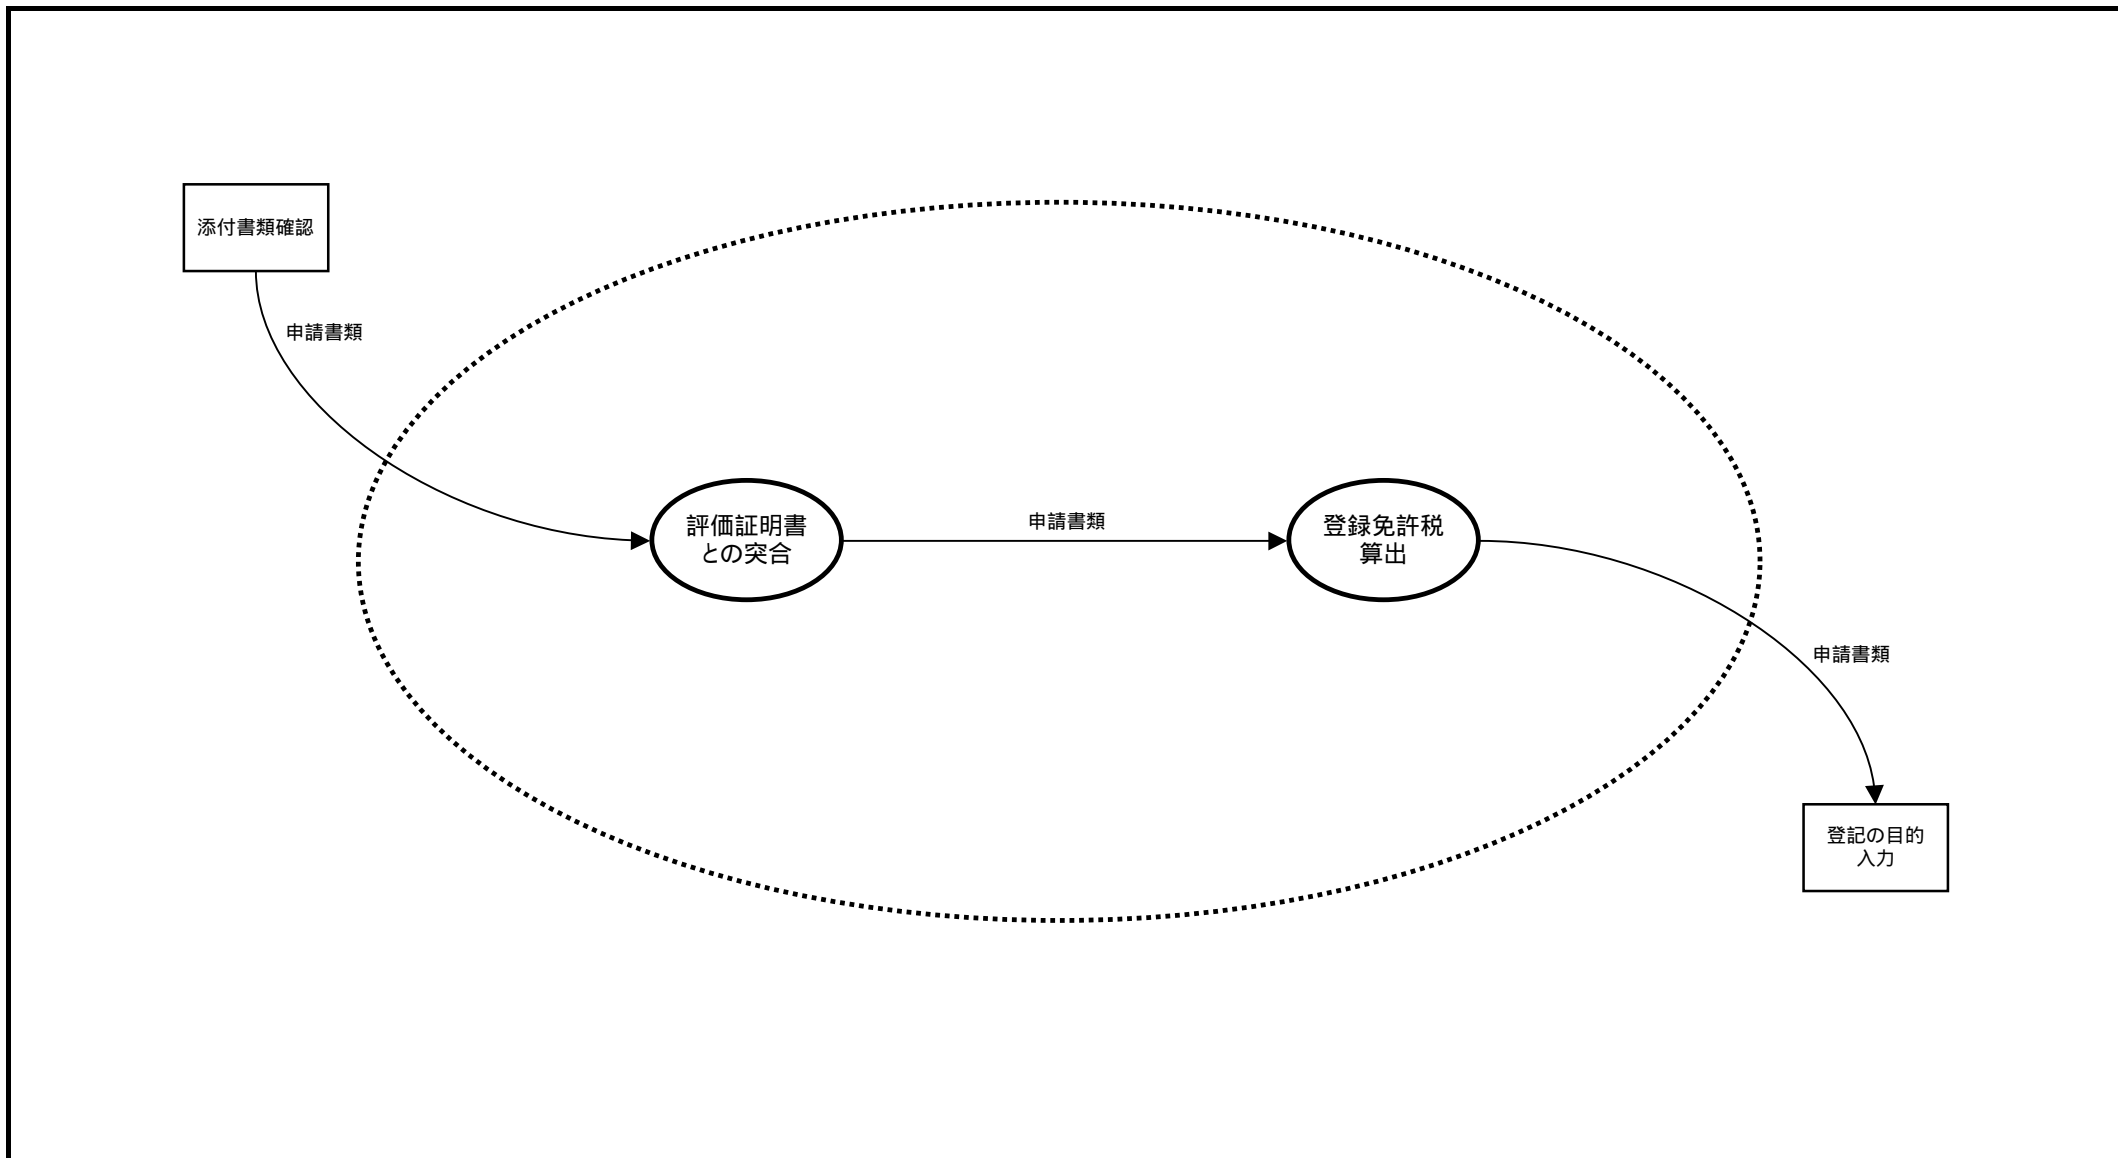 添付書類確認
申請書類
評価証明書
との突合
申請書類
登録免許税
算出
申請書類
登記の目的
入力